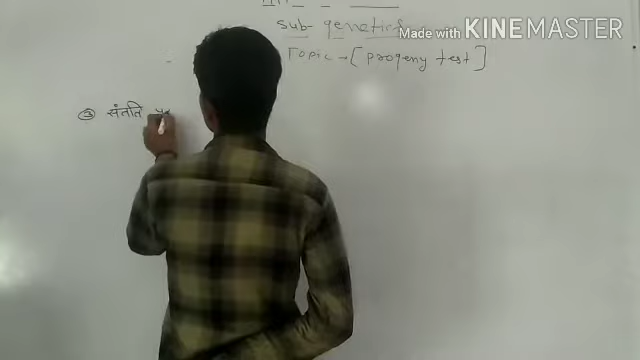 Sub- genetics
Made with KINEMASTER
Topic → [ Progeny test ]
③ संतति